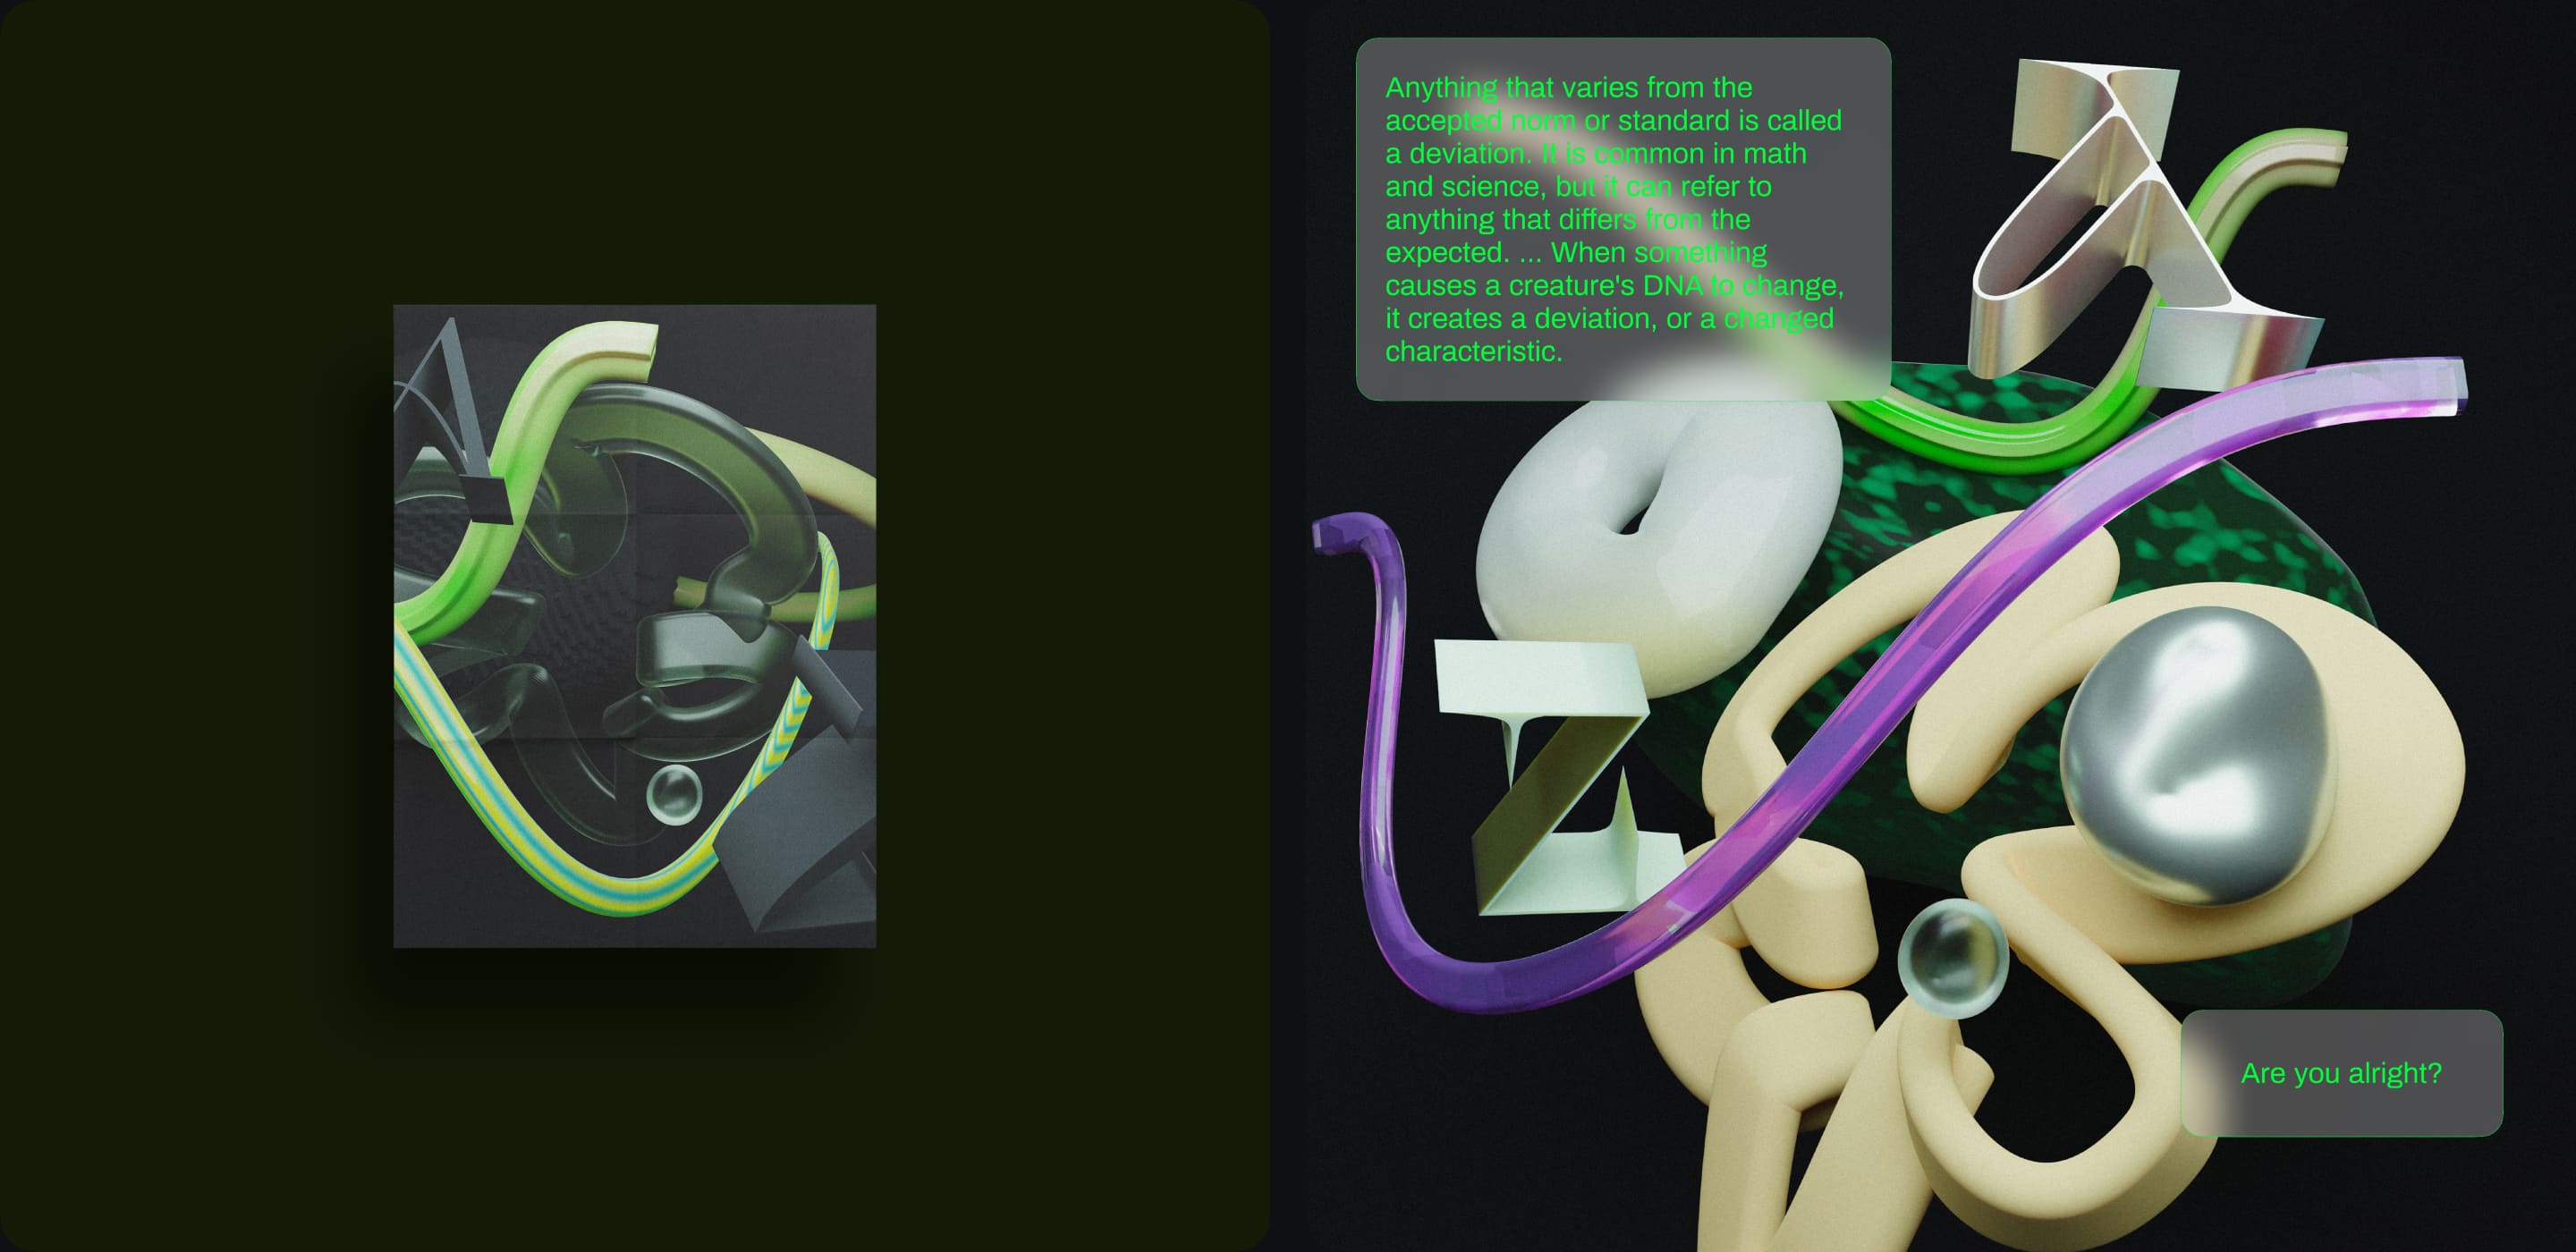 Anything that varies from the
accepted norm or standard is called
a deviation. It is common in math
and science, but it can refer to
anything that differs from the
expected. ... When something
causes a creature's DNA to change,
it creates a deviation, or a changed
characteristic.
A
Z
Are you alright?